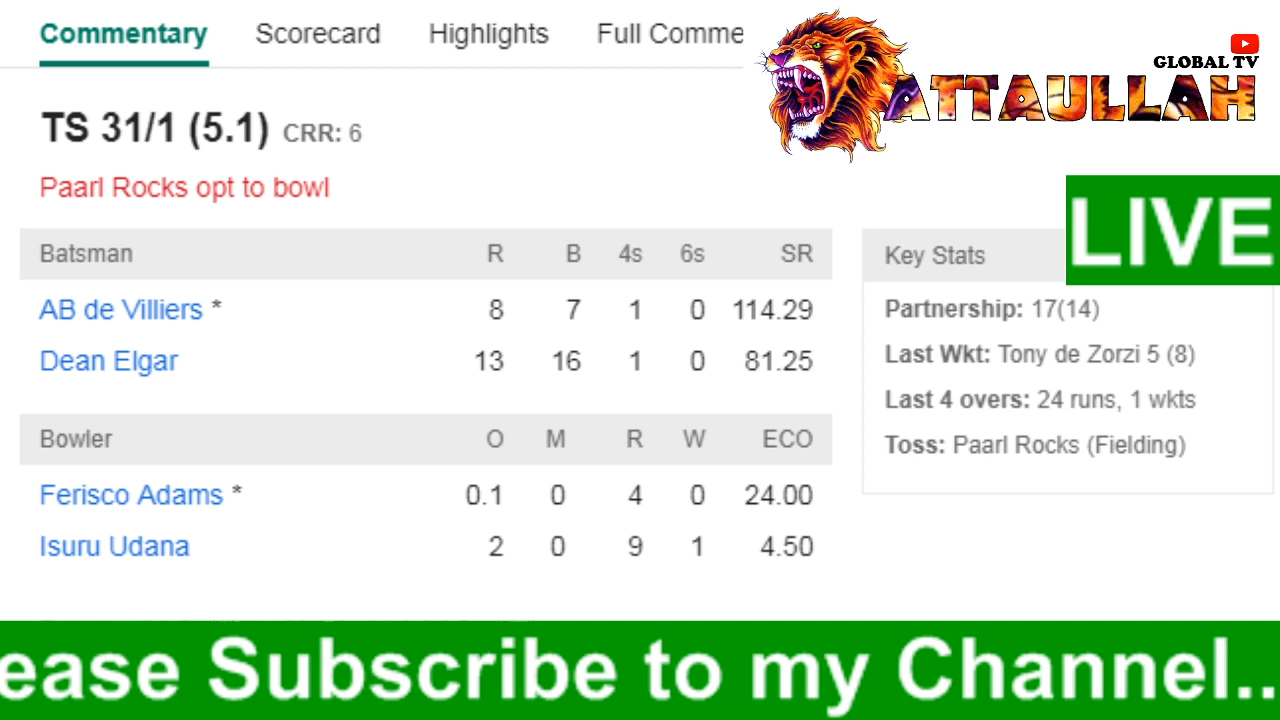 Commentary Scorecard Highlights Full Comme
GLOBAL TV
ATTAULLAH
TS 31/1 (5.1) CRR: 6
Paarl Rocks opt to bowl
LIVE
Batsman R B 4s 6s SR
AB de Villiers * 8 7 1 0 114.29
Dean Elgar 13 16 1 0 81.25
Bowler O M R W ECO
Ferisco Adams * 0.1 0 4 0 24.00
Isuru Udana 2 0 9 1 4.50
Key Stats
Partnership: 17(14)
Last Wkt: Tony de Zorzi 5 (8)
Last 4 overs: 24 runs, 1 wkts
Toss: Paarl Rocks (Fielding)
ease Subscribe to my Channel..